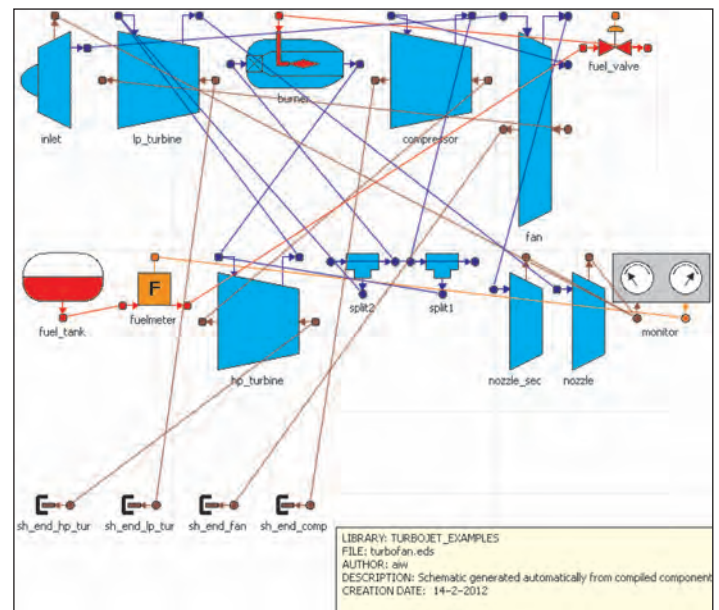 inlet
lp_turbine
burner
compressor
fan
fuel_valve
fuel_tank
F
fuelmeter
hp_turbine
split2
split1
nozzle_sec
nozzle
monitor
sh_end_hp_tur
sh_end_lp_tur
sh_end_fan
sh_end_comp
LIBRARY: TURBOJET_EXAMPLES
FILE: turbofan.eds
AUTHOR: aiw
DESCRIPTION: Schematic generated automatically from compiled component
CREATION DATE: 14-2-2012